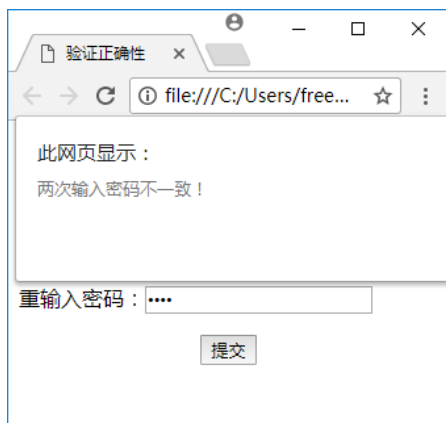 验证正确性
file:///C:/Users/free...
此网页显示：
两次输入密码不一致！
重输入密码：••••
提交